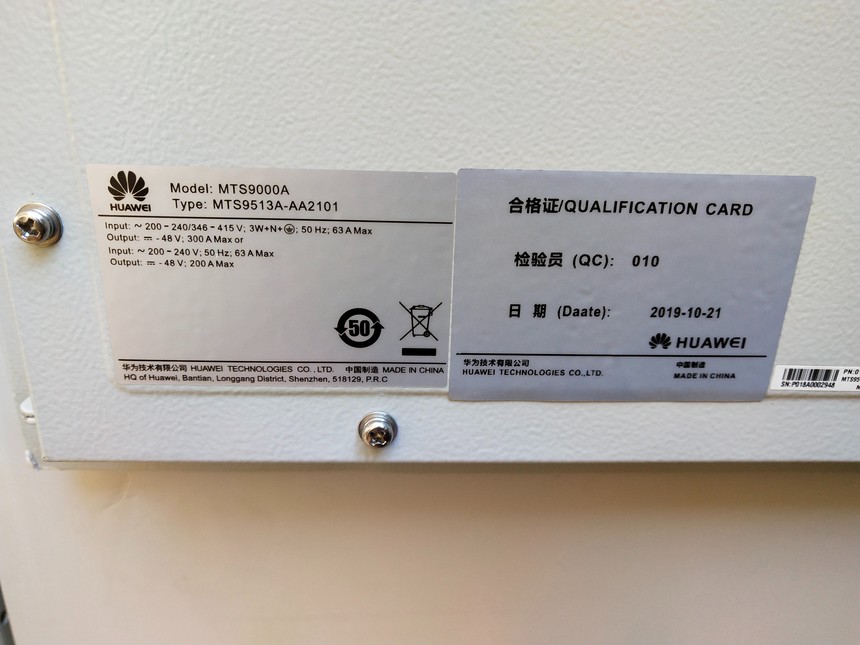 HUAWEI
Model: MTS9000A
Type: MTS9513A-AA2101
Input: ~ 200 - 240/346 - 415 V; 3W+N+⏚; 50 Hz; 63 A Max
Output: ⎓ - 48 V; 300 A Max or
Input: ~ 200 - 240 V; 50 Hz; 63 A Max
Output: ⎓ - 48 V; 200 A Max
50
华为技术有限公司 HUAWEI TECHNOLOGIES CO., LTD. 中国制造 MADE IN CHINA
HQ of Huawei, Bantian, Longgang District, Shenzhen, 518129, P.R.C
合格证/QUALIFICATION CARD
检验员 (QC): 010
日 期 (Daate): 2019-10-21
HUAWEI
华为技术有限公司 中国制造
HUAWEI TECHNOLOGIES CO.,LTD. MADE IN CHINA
SN:P018A0002948
PN:0
MTS95